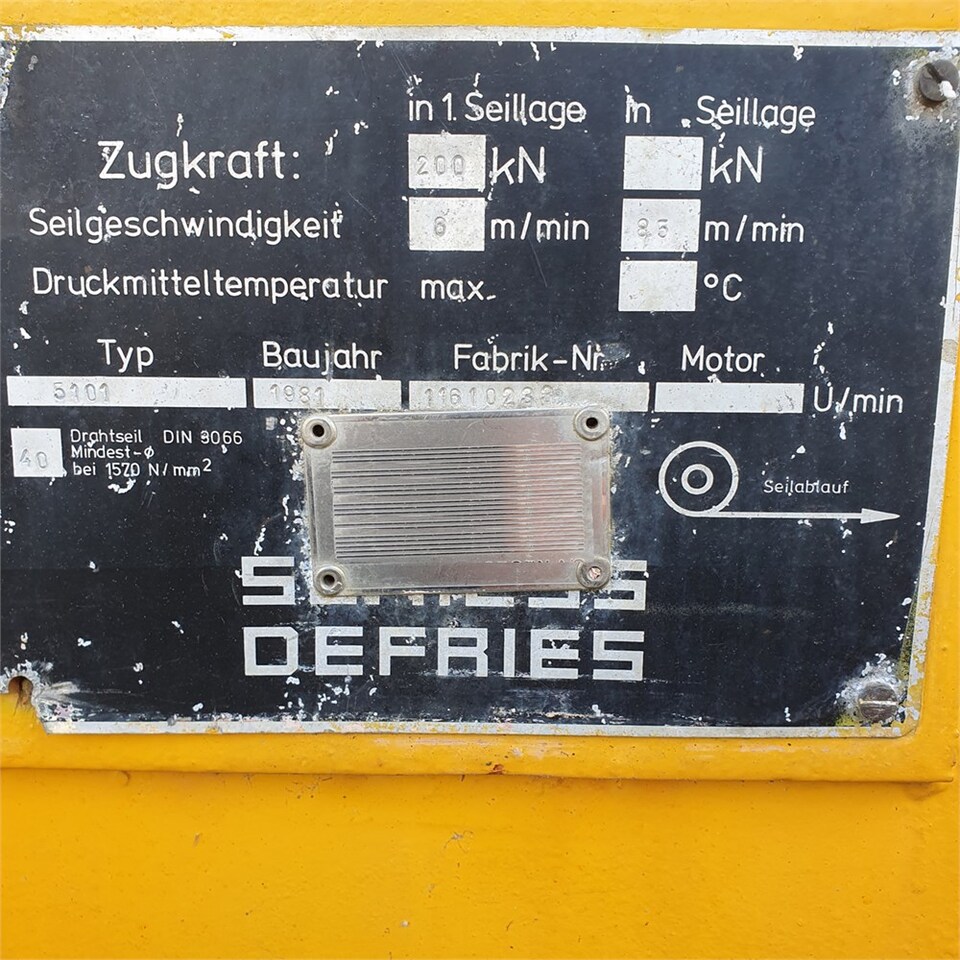 in 1. Seillage in Seillage
Zugkraft: 200 kN kN
Seilgeschwindigkeit 6 m/min 85 m/min
Druckmitteltemperatur max. °C
Typ Baujahr Fabrik-Nr. Motor
5101 1981 U/min
40 Drahtseil DIN 3066
Mindest-ø
bei 1570 N/mm²
Seilablauf
DEFRIES